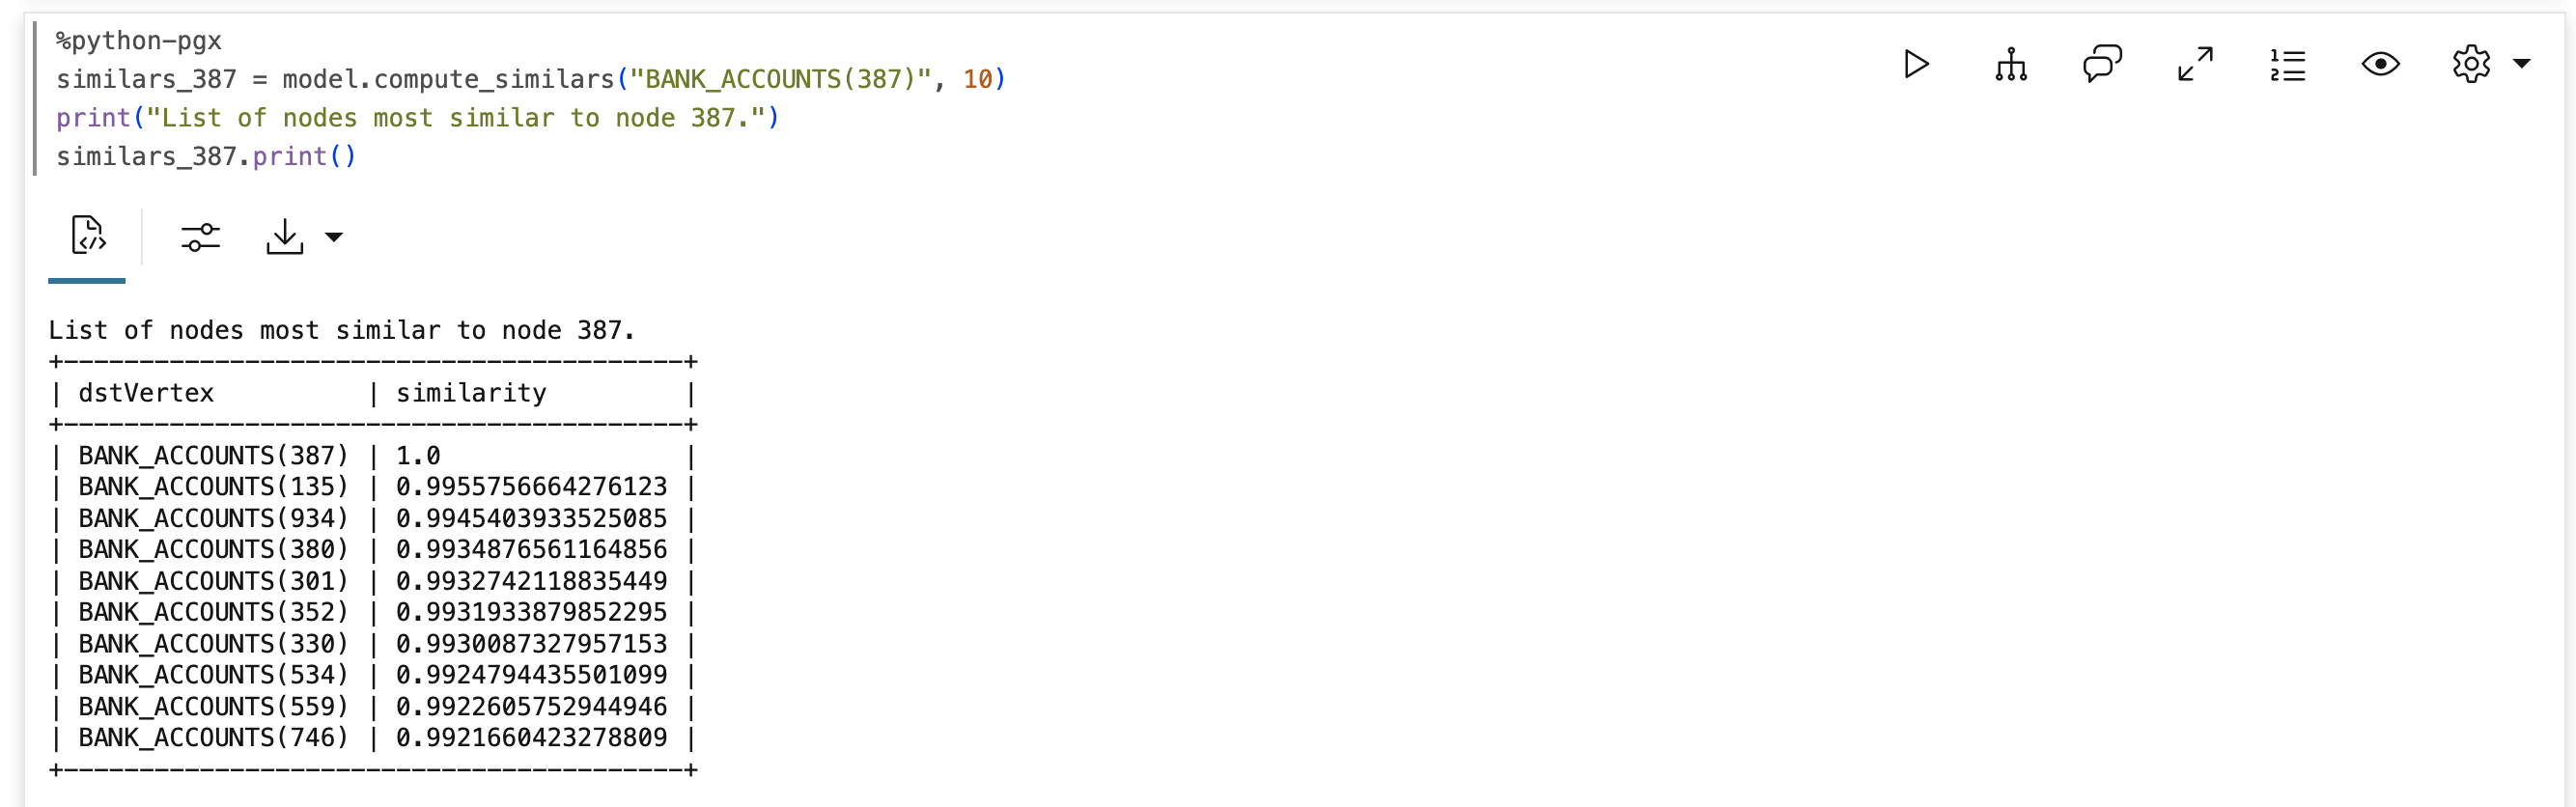 %python-pgx
similars_387 = model.compute_similars("BANK_ACCOUNTS(387)", 10)
print("List of nodes most similar to node 387.")
similars_387.print()
List of nodes most similar to node 387.
+-----------------------------------------+
| dstVertex          | similarity         |
+-----------------------------------------+
| BANK_ACCOUNTS(387) | 1.0                |
| BANK_ACCOUNTS(135) | 0.9955756664276123 |
| BANK_ACCOUNTS(934) | 0.9945403933525085 |
| BANK_ACCOUNTS(380) | 0.9934876561164856 |
| BANK_ACCOUNTS(301) | 0.9932742118835449 |
| BANK_ACCOUNTS(352) | 0.9931933879852295 |
| BANK_ACCOUNTS(330) | 0.9930087327957153 |
| BANK_ACCOUNTS(534) | 0.9924794435501099 |
| BANK_ACCOUNTS(559) | 0.9922605752944946 |
| BANK_ACCOUNTS(746) | 0.9921660423278809 |
+-----------------------------------------+